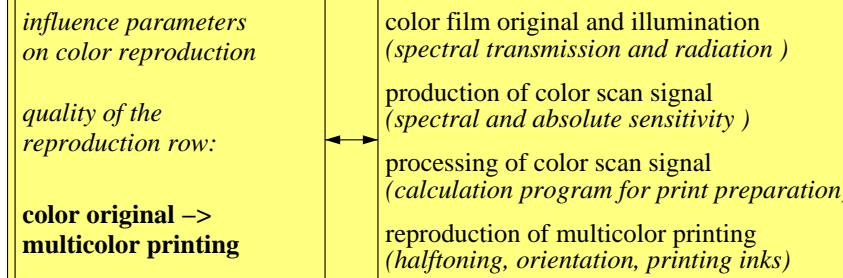 influence parameters
on color reproduction
quality of the
reproduction row:
color original −>
multicolor printing
color film original and illumination
(spectral transmission and radiation )
production of color scan signal
(spectral and absolute sensitivity )
processing of color scan signal
(calculation program for print preparation)
reproduction of multicolor printing
(halftoning, orientation, printing inks)